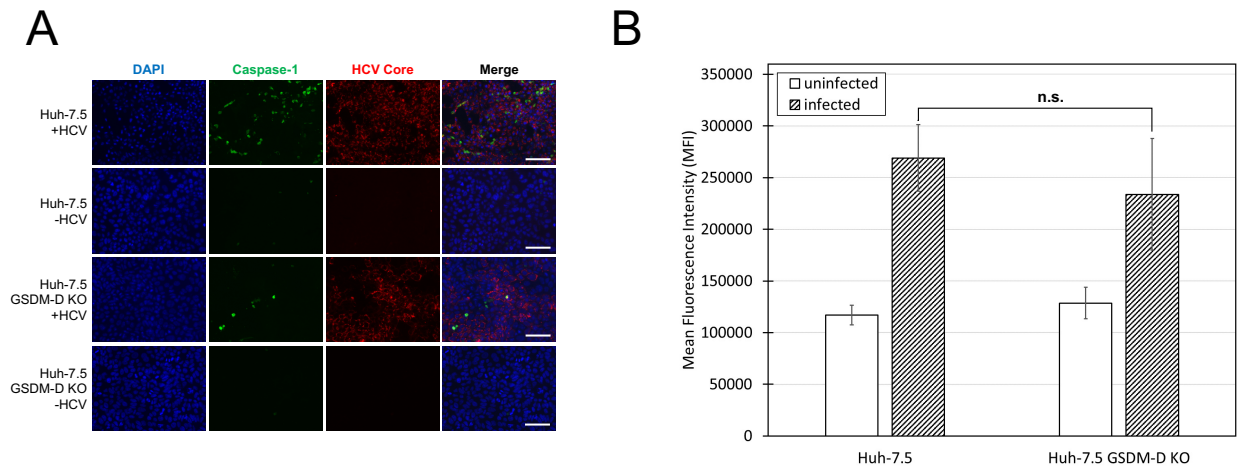 A
DAPI Caspase-1 HCV Core Merge
Huh-7.5
+HCV
Huh-7.5
-HCV
Huh-7.5
GSDM-D KO
+HCV
Huh-7.5
GSDM-D KO
-HCV
B
Mean Fluorescence Intensity (MFI)
350000
300000
250000
200000
150000
100000
50000
0
uninfected
infected
n.s.
Huh-7.5 Huh-7.5 GSDM-D KO